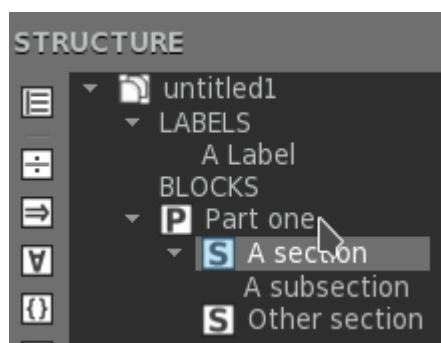 STRUCTURE
untitled1
LABELS
A Label
BLOCKS
P Part one
S A section
A subsection
S Other section